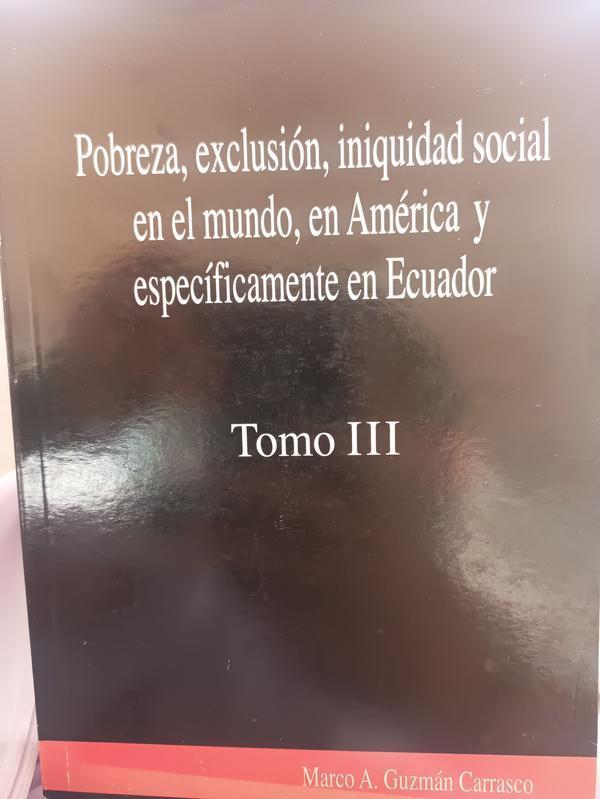 Pobreza, exclusión, iniquidad social
en el mundo, en América y
específicamente en Ecuador
Tomo III
Marco A. Guzmán Carrasco